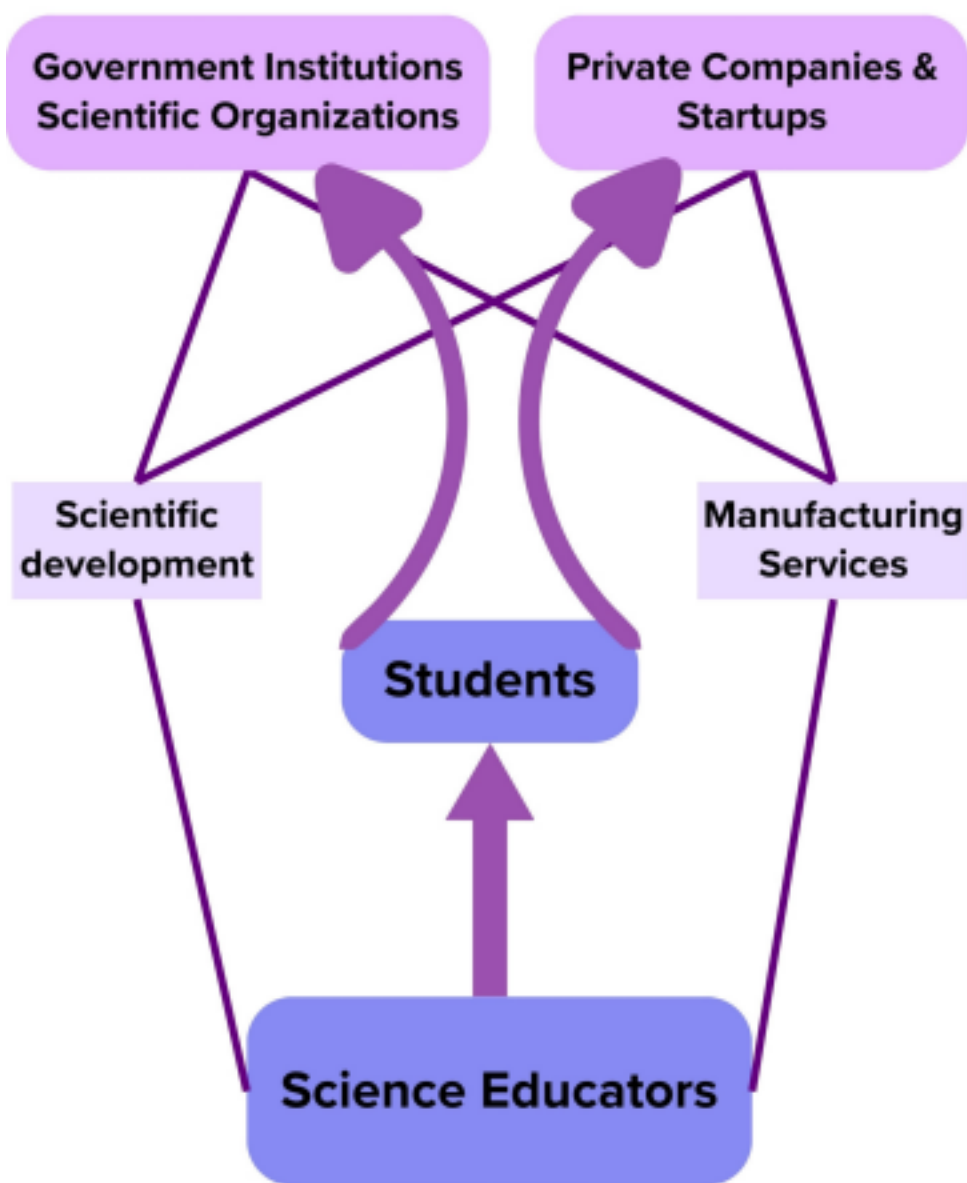 Government Institutions
Scientific Organizations
Private Companies &
Startups
Scientific
development
Manufacturing
Services
Students
Science Educators